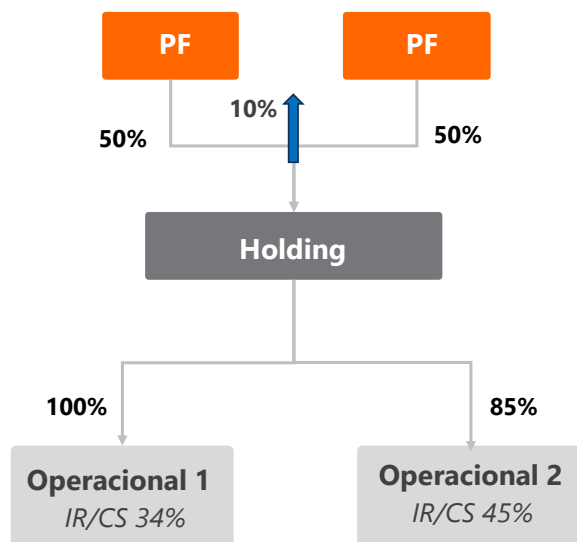 PF
PF
10%
50%
50%
Holding
100%
85%
Operacional 1
IR/CS 34%
Operacional 2
IR/CS 45%